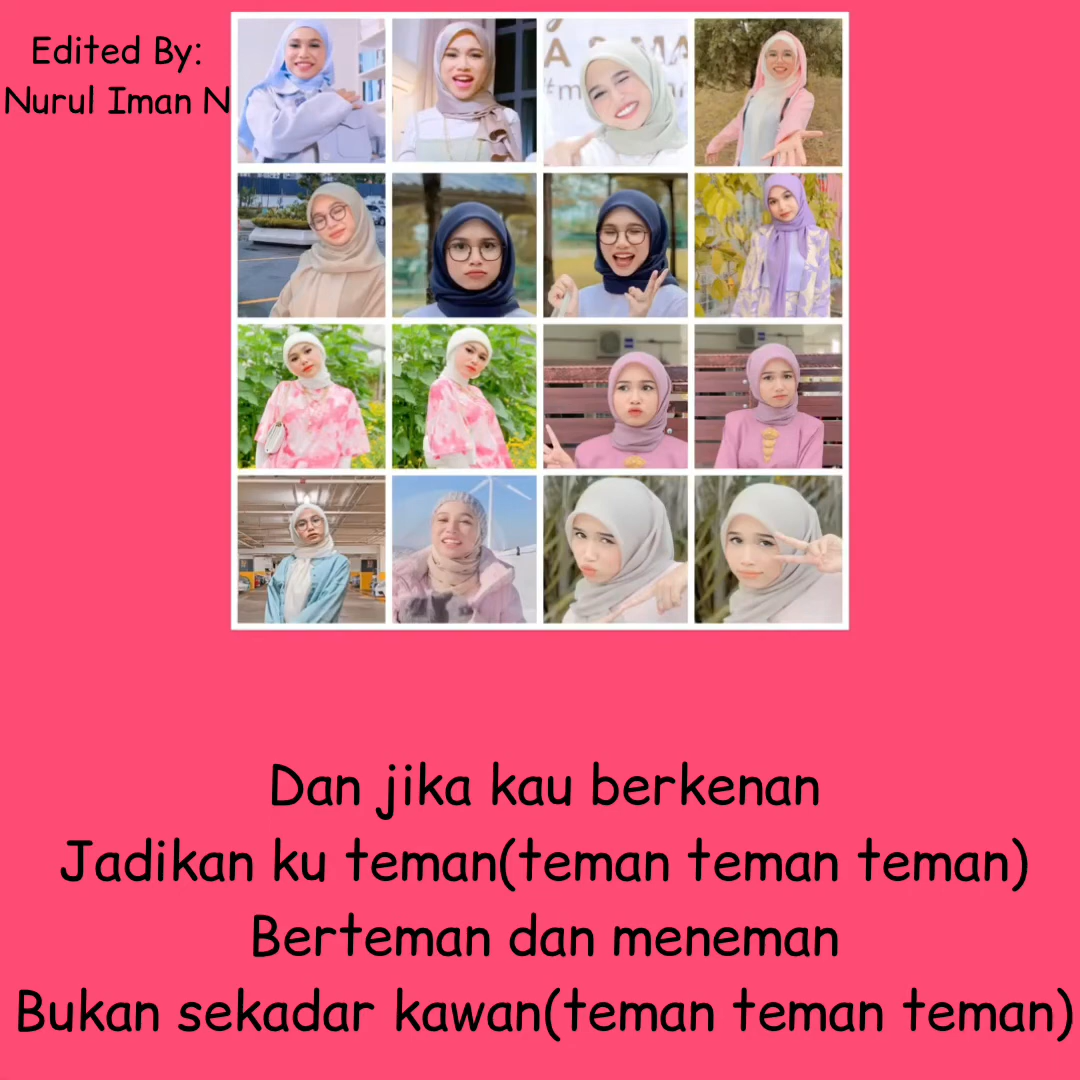 Edited By:
Nurul Iman N
A & MA
Dan jika kau berkenan
Jadikan ku teman(teman teman teman)
Berteman dan meneman
Bukan sekadar kawan(teman teman teman)